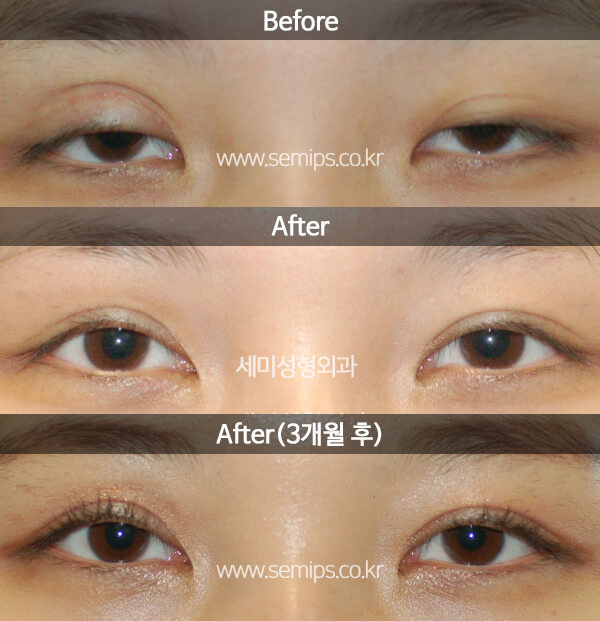 Before
www.semips.co.kr
After
세미성형외과
After(3개월 후)
www.semips.co.kr